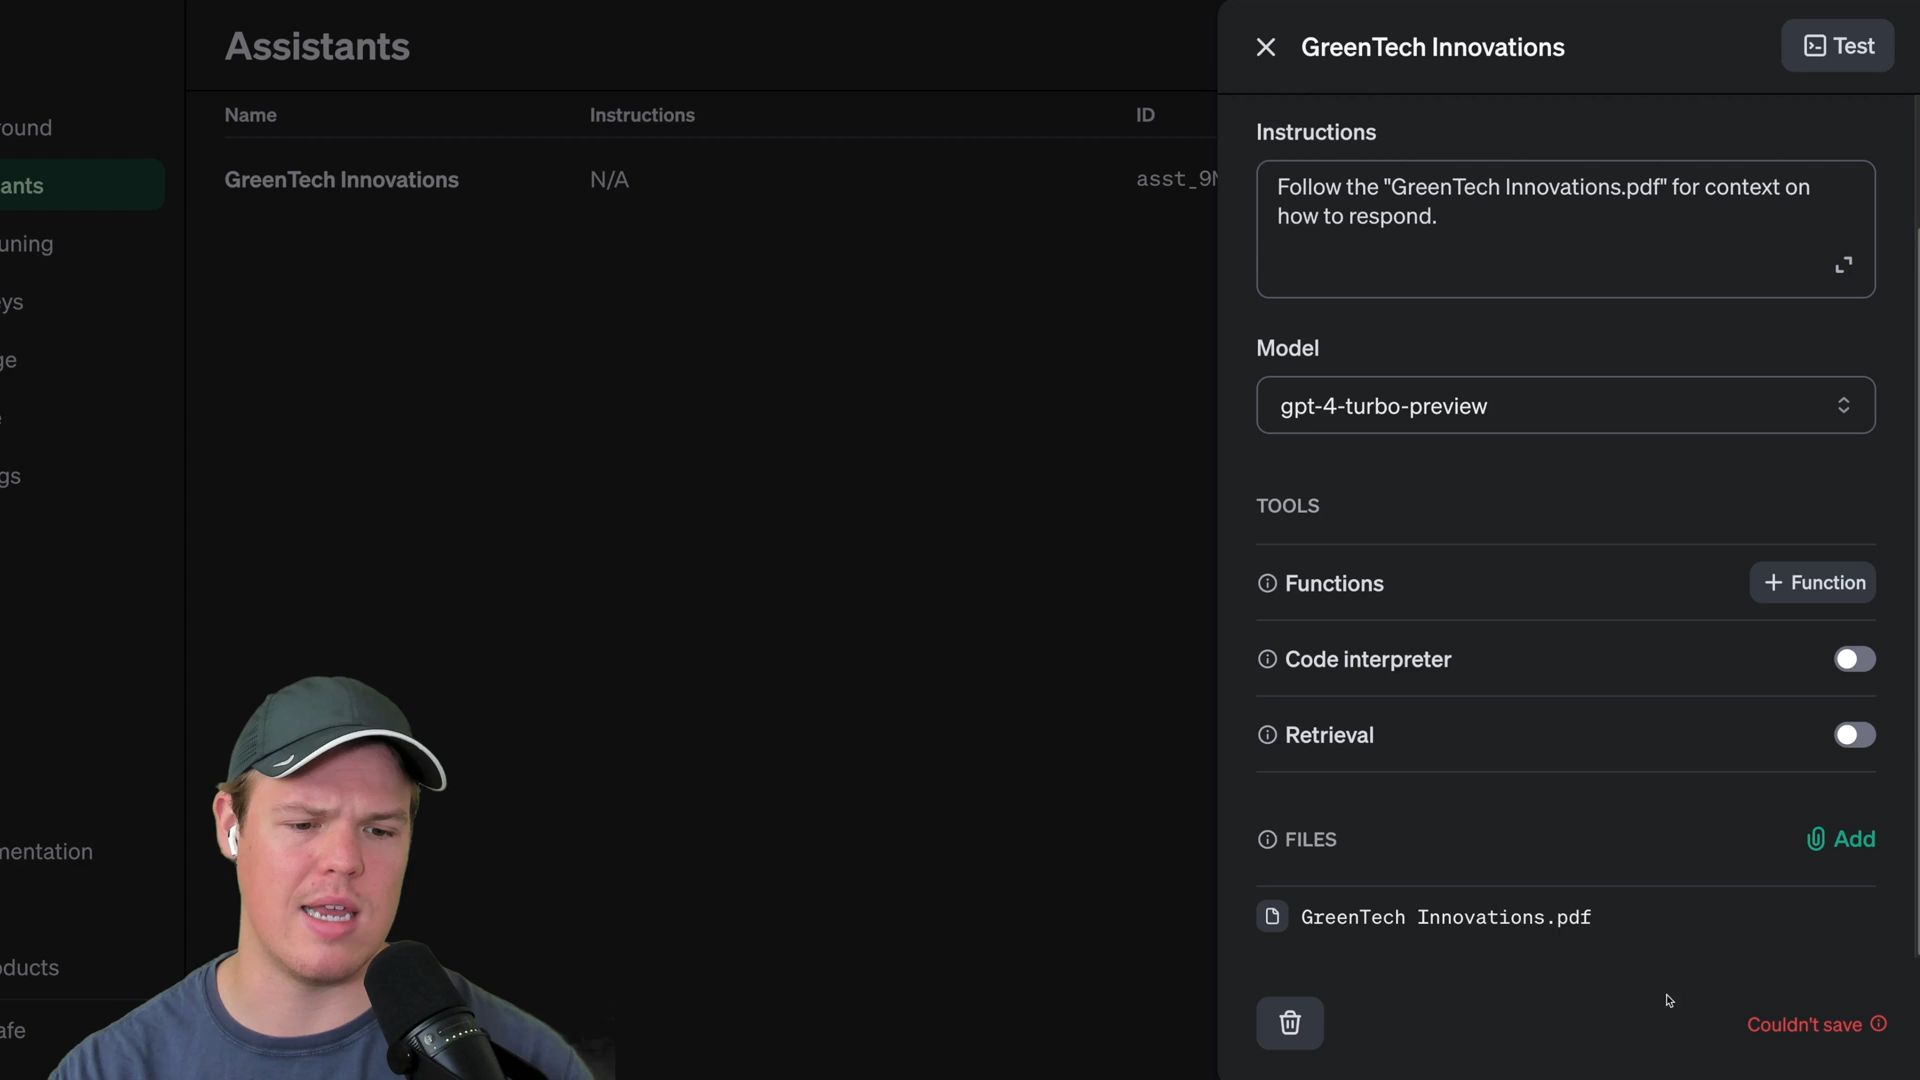 Assistants
GreenTech Innovations
Test
Name
Instructions
ID
GreenTech Innovations
N/A
asst_9
ound
ants
uning
ys
ge
gs
mentation
ducts
afe
Instructions
Follow the "GreenTech Innovations.pdf" for context on
how to respond.
Model
gpt-4-turbo-preview
TOOLS
Functions
+ Function
Code interpreter
Retrieval
FILES
Add
GreenTech Innovations.pdf
Couldn't save